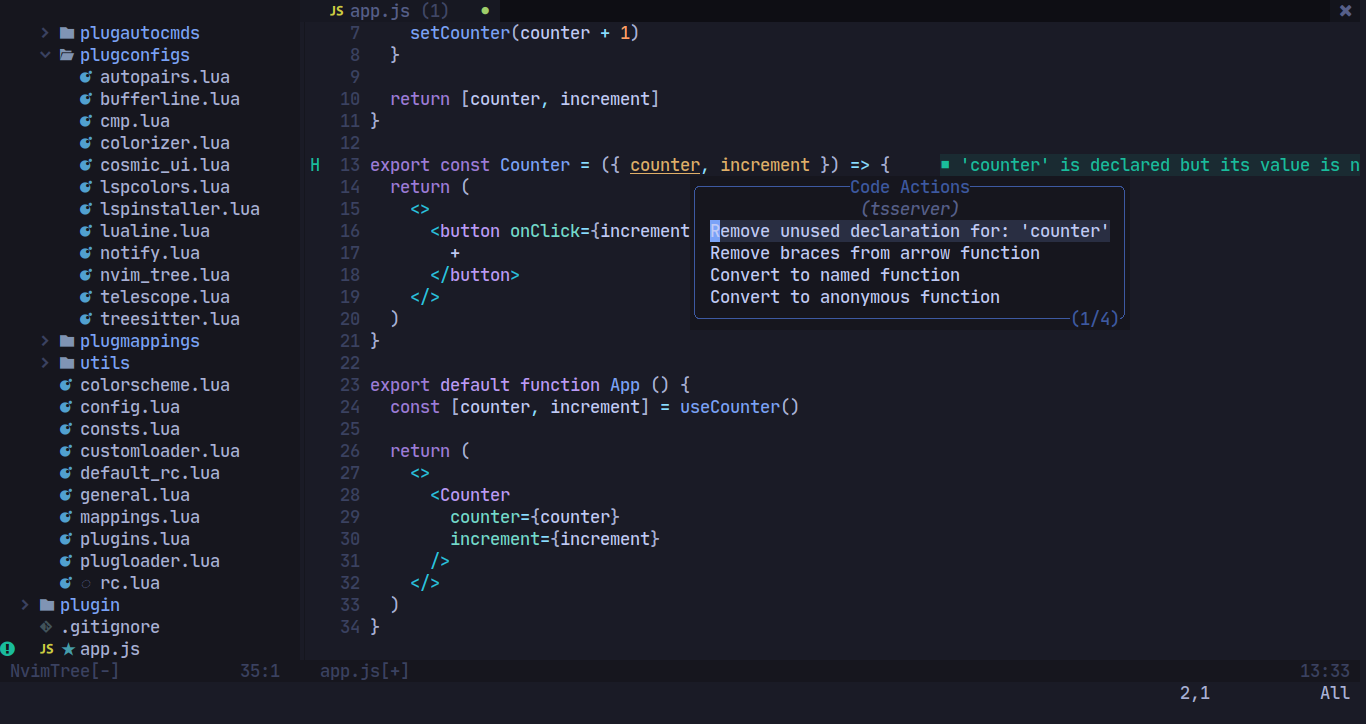 JS app.js (1)
plugautocmds
plugconfigs
autopairs.lua
bufferline.lua
cmp.lua
colorizer.lua
cosmic_ui.lua
lspcolors.lua
lspinstaller.lua
lualine.lua
notify.lua
nvim_tree.lua
telescope.lua
treesitter.lua
plugmappings
utils
colorscheme.lua
config.lua
consts.lua
customloader.lua
default_rc.lua
general.lua
mappings.lua
plugins.lua
plugloader.lua
rc.lua
plugin
.gitignore
JS app.js
NvimTree[-] 35:1
7 setCounter(counter + 1)
8 }
9
10 return [counter, increment]
11 }
12
H 13 export const Counter = ({ counter, increment }) => { ■ 'counter' is declared but its value is n
14 return (
15 <>
16 <button onClick={increment
17 +
18 </button>
19 </>
20 )
21 }
22
23 export default function App () {
24 const [counter, increment] = useCounter()
25
26 return (
27 <>
28 <Counter
29 counter={counter}
30 increment={increment}
31 />
32 </>
33 )
34 }
Code Actions
(tsserver)
Remove unused declaration for: 'counter'
Remove braces from arrow function
Convert to named function
Convert to anonymous function
(1/4)
app.js[+] 13:33
2,1 All